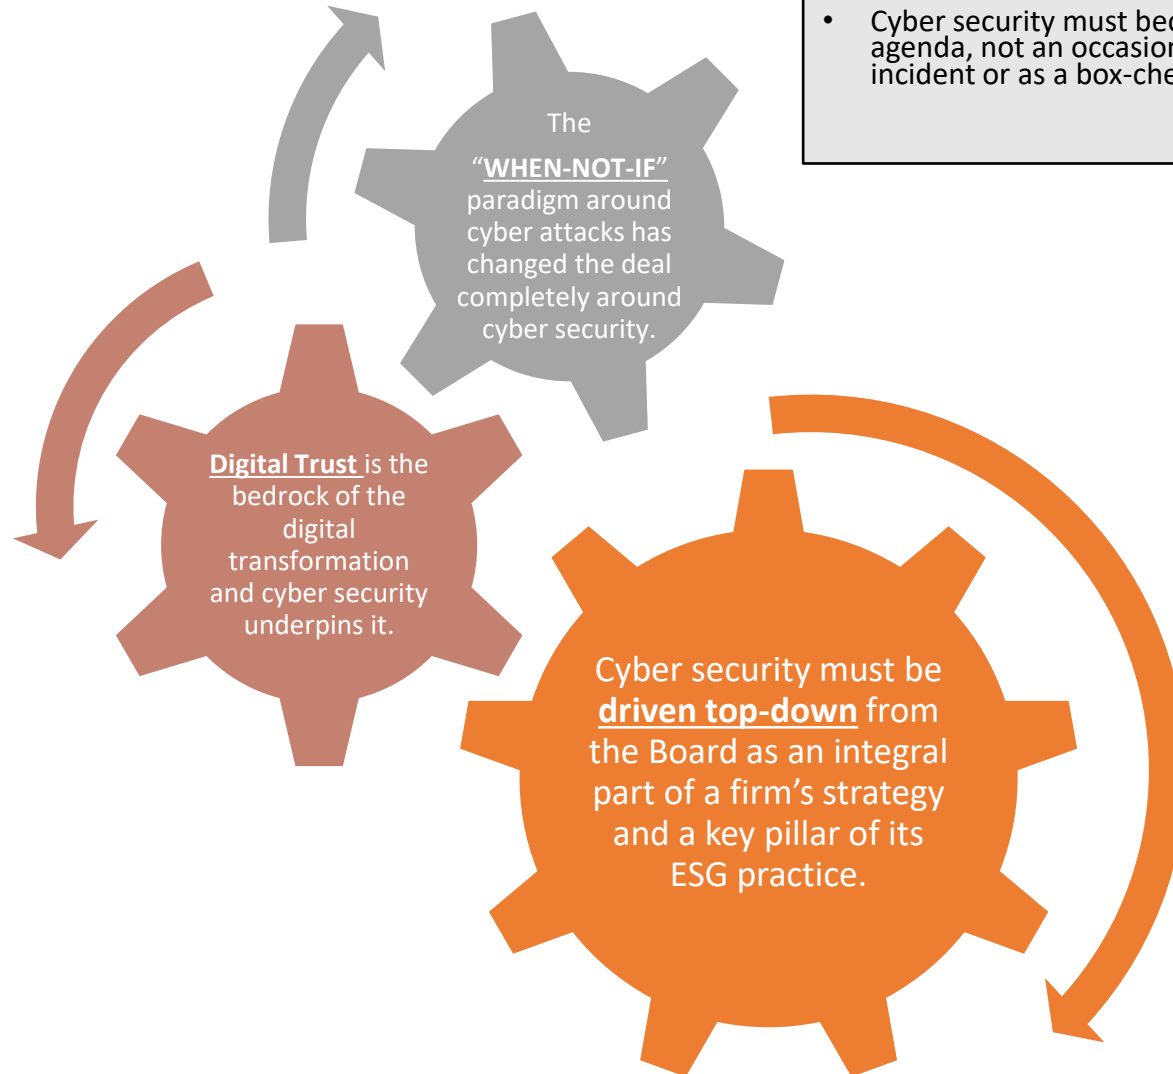 • Cyber security must
agenda, not an occasion
incident or as a box-che
The
“WHEN-NOT-IF”
paradigm around
cyber attacks has
changed the deal
completely around
cyber security.
Digital Trust is the
bedrock of the
digital
transformation
and cyber security
underpins it.
Cyber security must be
driven top-down from
the Board as an integral
part of a firm’s strategy
and a key pillar of its
ESG practice.